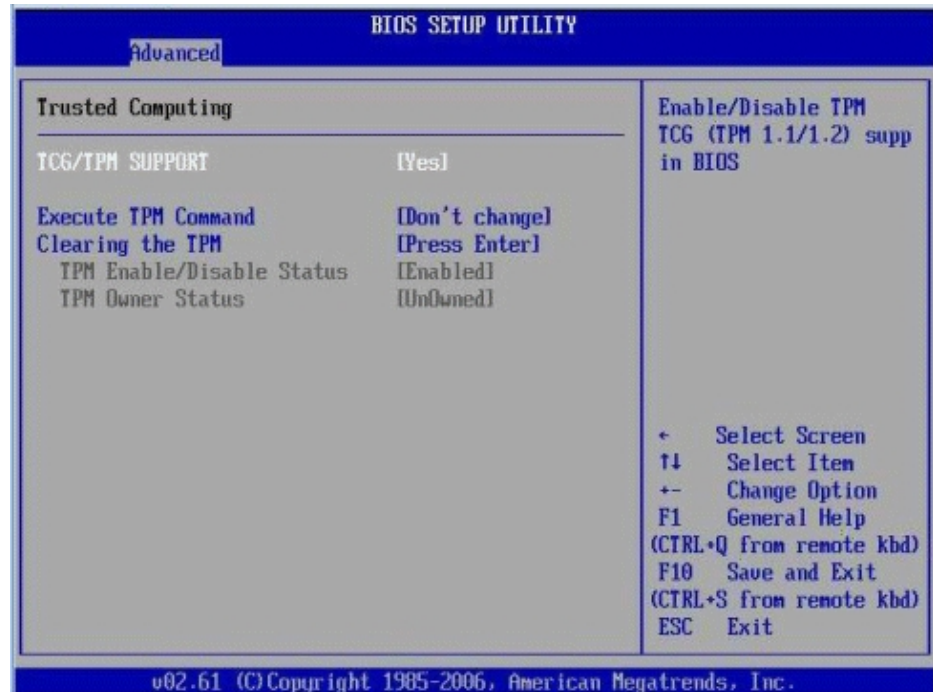 BIOS SETUP UTILITY
Advanced
Trusted Computing
TCG/TPM SUPPORT [Yes]
Execute TPM Command [Don't change]
Clearing the TPM [Press Enter]
TPM Enable/Disable Status [Enabled]
TPM Owner Status [UnOwned]
Enable/Disable TPM
TCG (TPM 1.1/1.2) supp
in BIOS
← Select Screen
↑↓ Select Item
+- Change Option
F1 General Help
(CTRL+Q from remote kbd)
F10 Save and Exit
(CTRL+S from remote kbd)
ESC Exit
v02.61 (C)Copyright 1985-2006, American Megatrends, Inc.